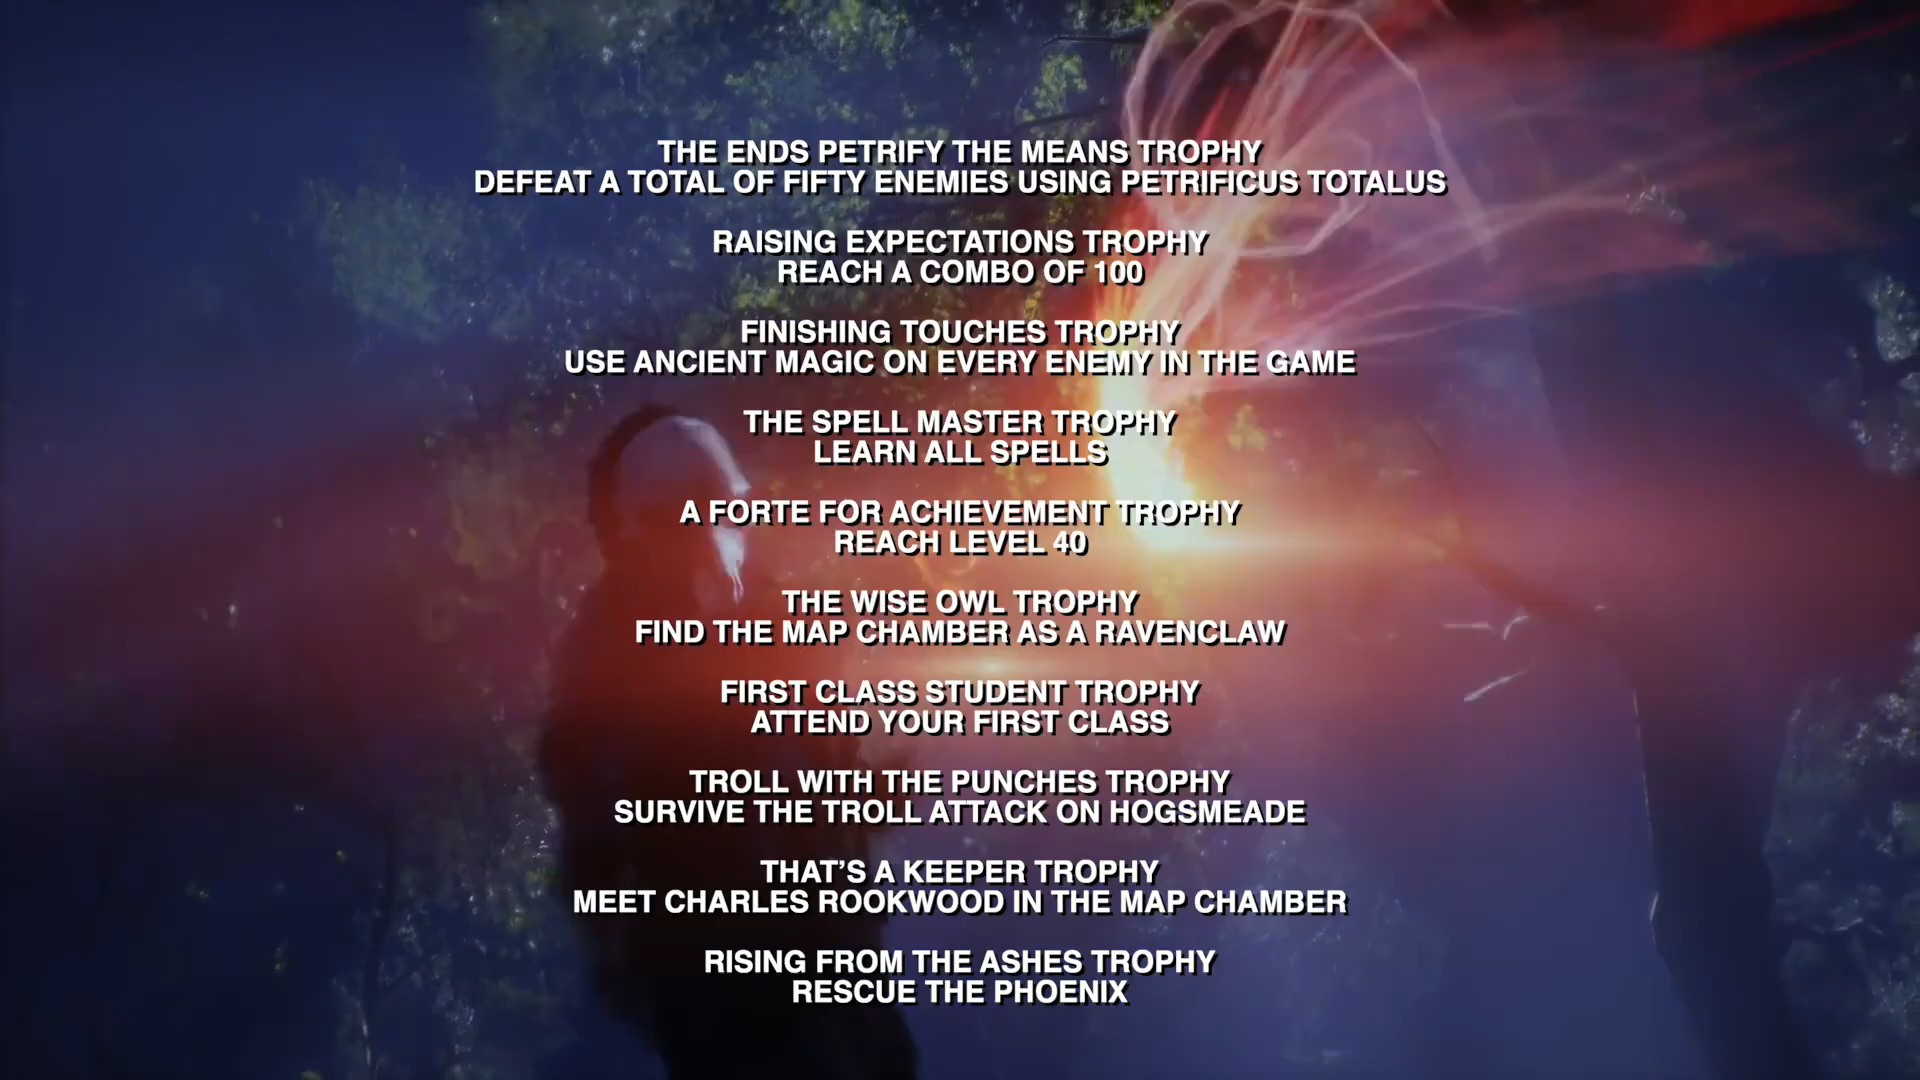 THE ENDS PETRIFY THE MEANS TROPHY
DEFEAT A TOTAL OF FIFTY ENEMIES USING PETRIFICUS TOTALUS
RAISING EXPECTATIONS TROPHY
REACH A COMBO OF 100
FINISHING TOUCHES TROPHY
USE ANCIENT MAGIC ON EVERY ENEMY IN THE GAME
THE SPELL MASTER TROPHY
LEARN ALL SPELLS
A FORTE FOR ACHIEVEMENT TROPHY
REACH LEVEL 40
THE WISE OWL TROPHY
FIND THE MAP CHAMBER AS A RAVENCLAW
FIRST CLASS STUDENT TROPHY
ATTEND YOUR FIRST CLASS
TROLL WITH THE PUNCHES TROPHY
SURVIVE THE TROLL ATTACK ON HOGSMEADE
THAT’S A KEEPER TROPHY
MEET CHARLES ROOKWOOD IN THE MAP CHAMBER
RISING FROM THE ASHES TROPHY
RESCUE THE PHOENIX